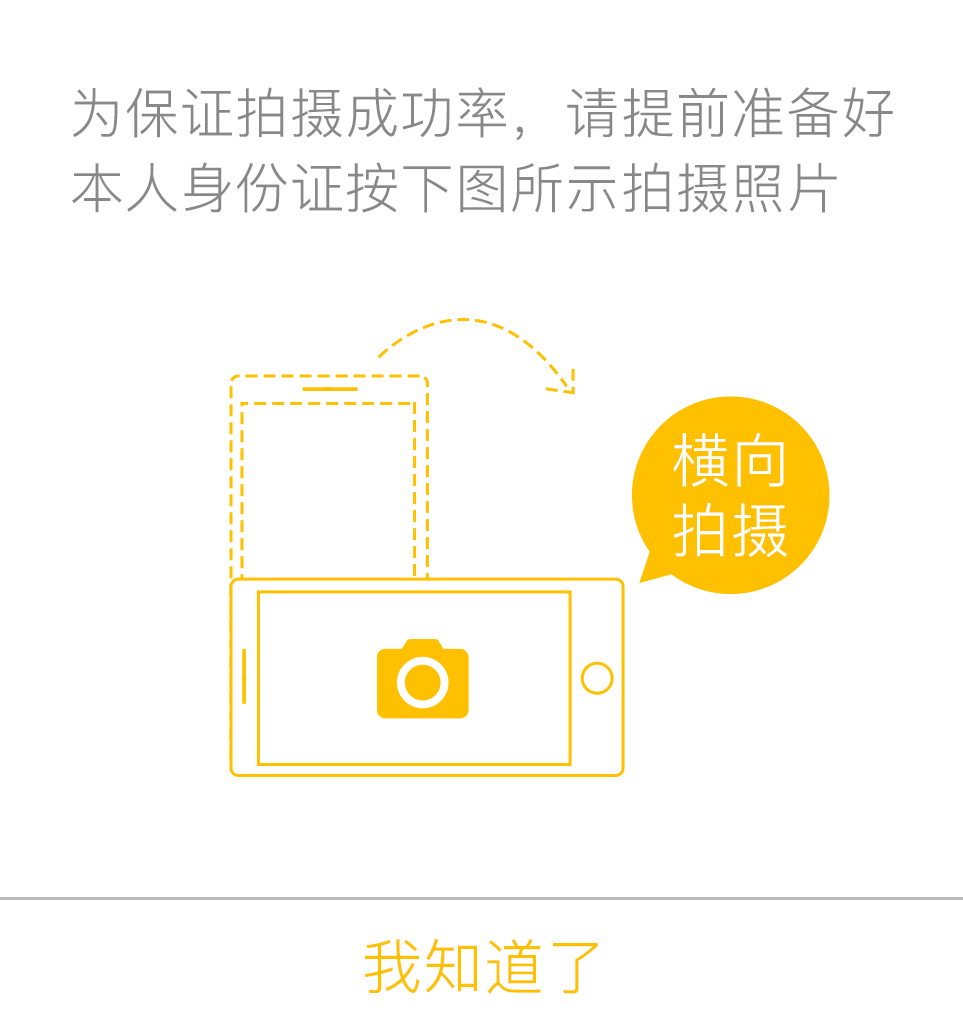 为保证拍摄成功率，请提前准备好
本人身份证按下图所示拍摄照片
横向
拍摄
我知道了